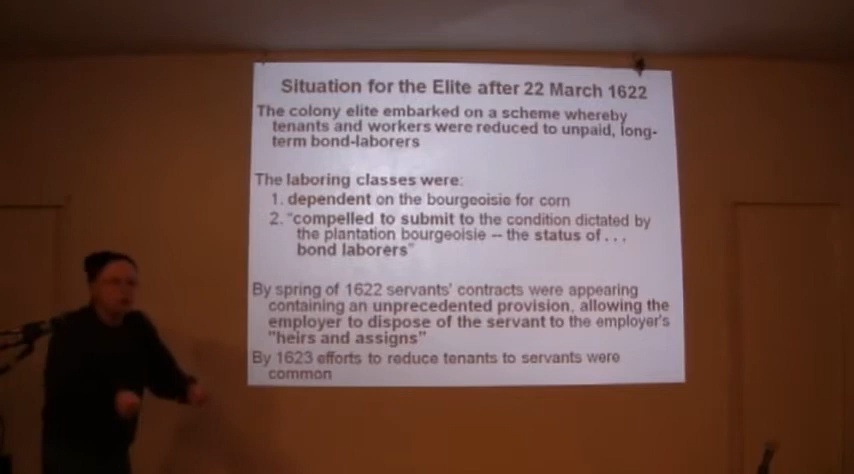 Situation for the Elite after 22 March 1622
The colony elite embarked on a scheme whereby
tenants and workers were reduced to unpaid, long-
term bond-laborers
The laboring classes were:
1. dependent on the bourgeoisie for corn
2. "compelled to submit to the condition dictated by
the plantation bourgeoisie – the status of . . .
bond laborers"
By spring of 1622 servants' contracts were appearing
containing an unprecedented provision, allowing the
employer to dispose of the servant to the employer's
"heirs and assigns"
By 1623 efforts to reduce tenants to servants were
common